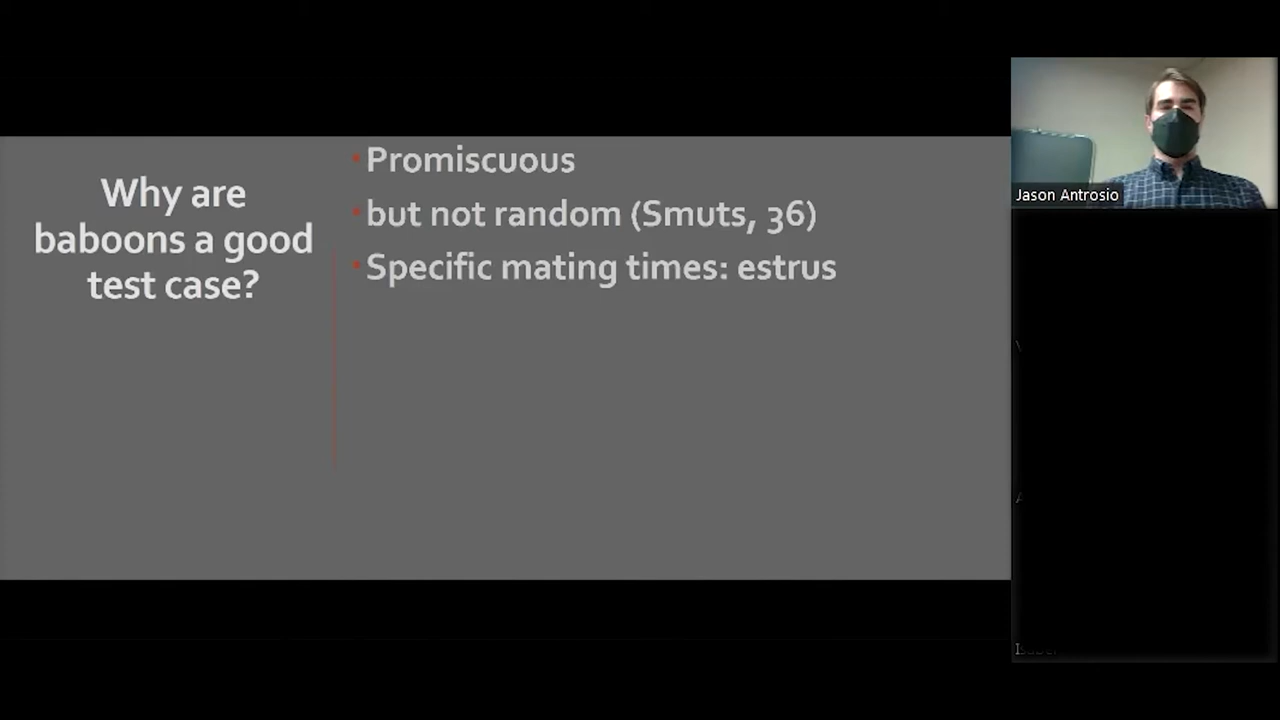 Why are
baboons a good
test case?
Promiscuous
but not random (Smuts, 36)
Specific mating times: estrus
Jason Antrosio